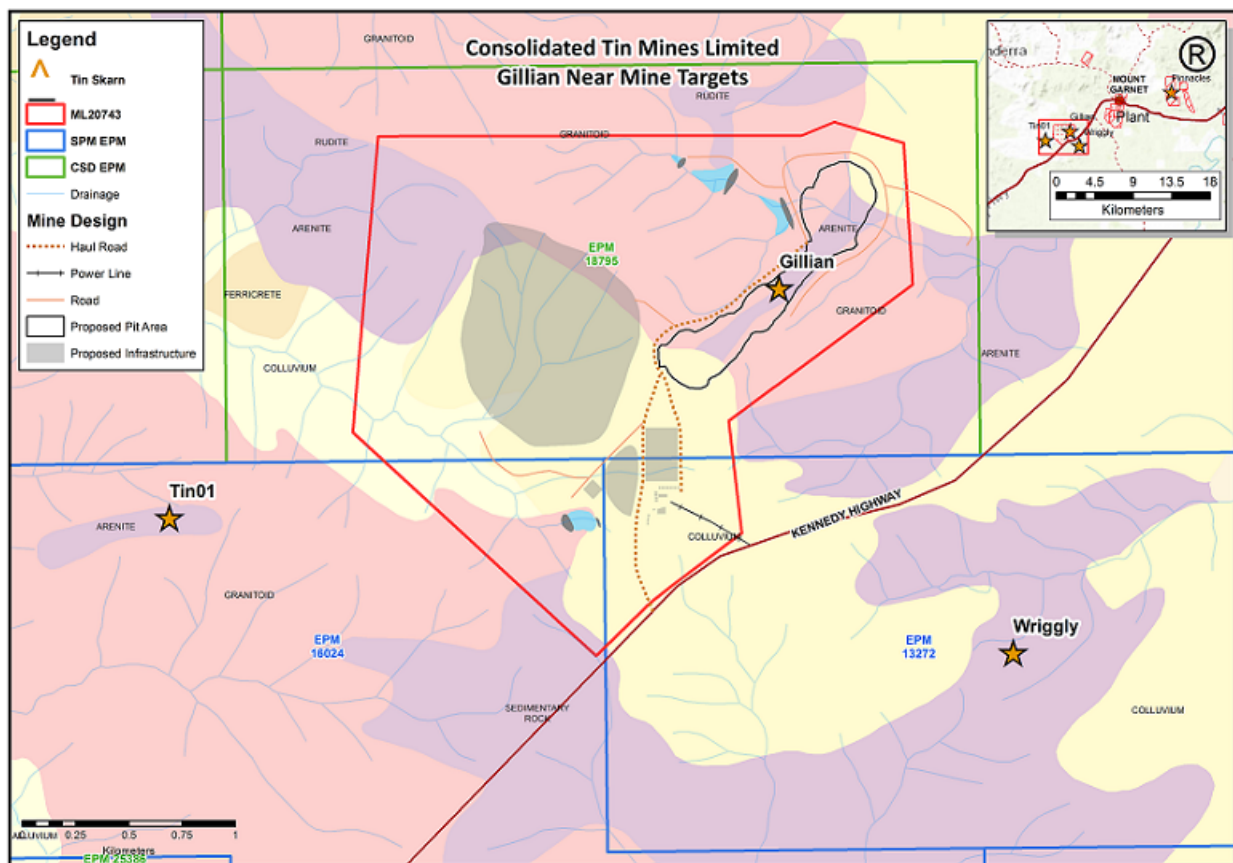 Legend
Tin Skarn
ML20743
SPM EPM
CSD EPM
Drainage
Mine Design
Haul Road
Power Line
Road
Proposed Pit Area
Proposed Infrastructure
Consolidated Tin Mines Limited
Gillian Near Mine Targets
GRANITOID
RUDITE
GRANITOID
RUDITE
ARENITE
ARENITE
EPM
18795
Gillian
FERRICRETE
GRANITOID
ARENITE
COLLUVIUM
Tin01
ARENITE
KENNEDY HIGHWAY
COLLUVIUM
GRANITOID
EPM
16024
EPM
13272
Wriggly
SEDIMENTARY
ROCK
COLLUVIUM
0 0.25 0.5 0.75 1
Kilometers
EPM 25386
®
MOUNT
GARNET
Plant
Pinnacles
Tin01
Gillian
Wriggly
0 4.5 9 13.5 18
Kilometers